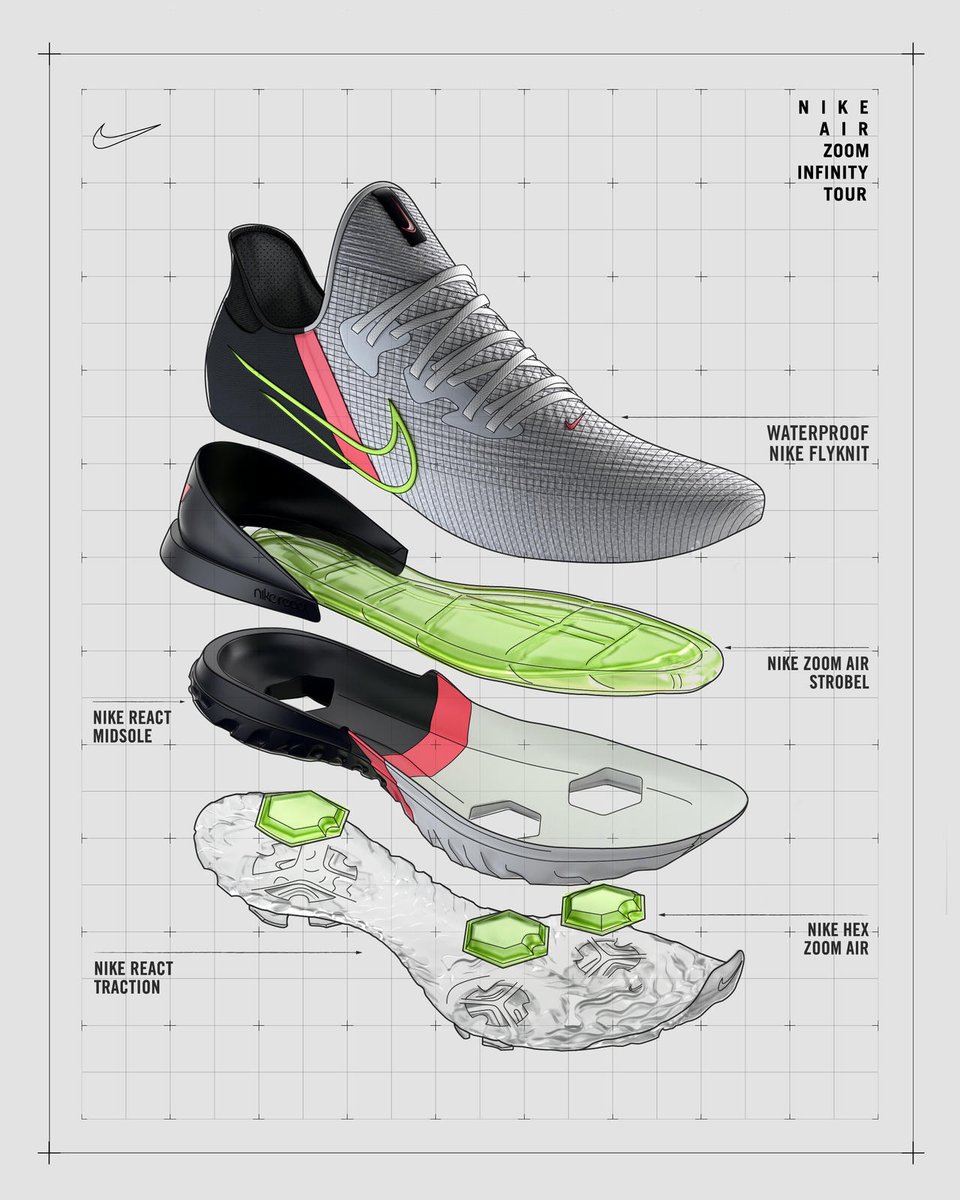 NIKE
AIR
ZOOM
INFINITY
TOUR
WATERPROOF
NIKE FLYKNIT
nike react
NIKE ZOOM AIR
STROBEL
NIKE REACT
MIDSOLE
NIKE HEX
ZOOM AIR
NIKE REACT
TRACTION